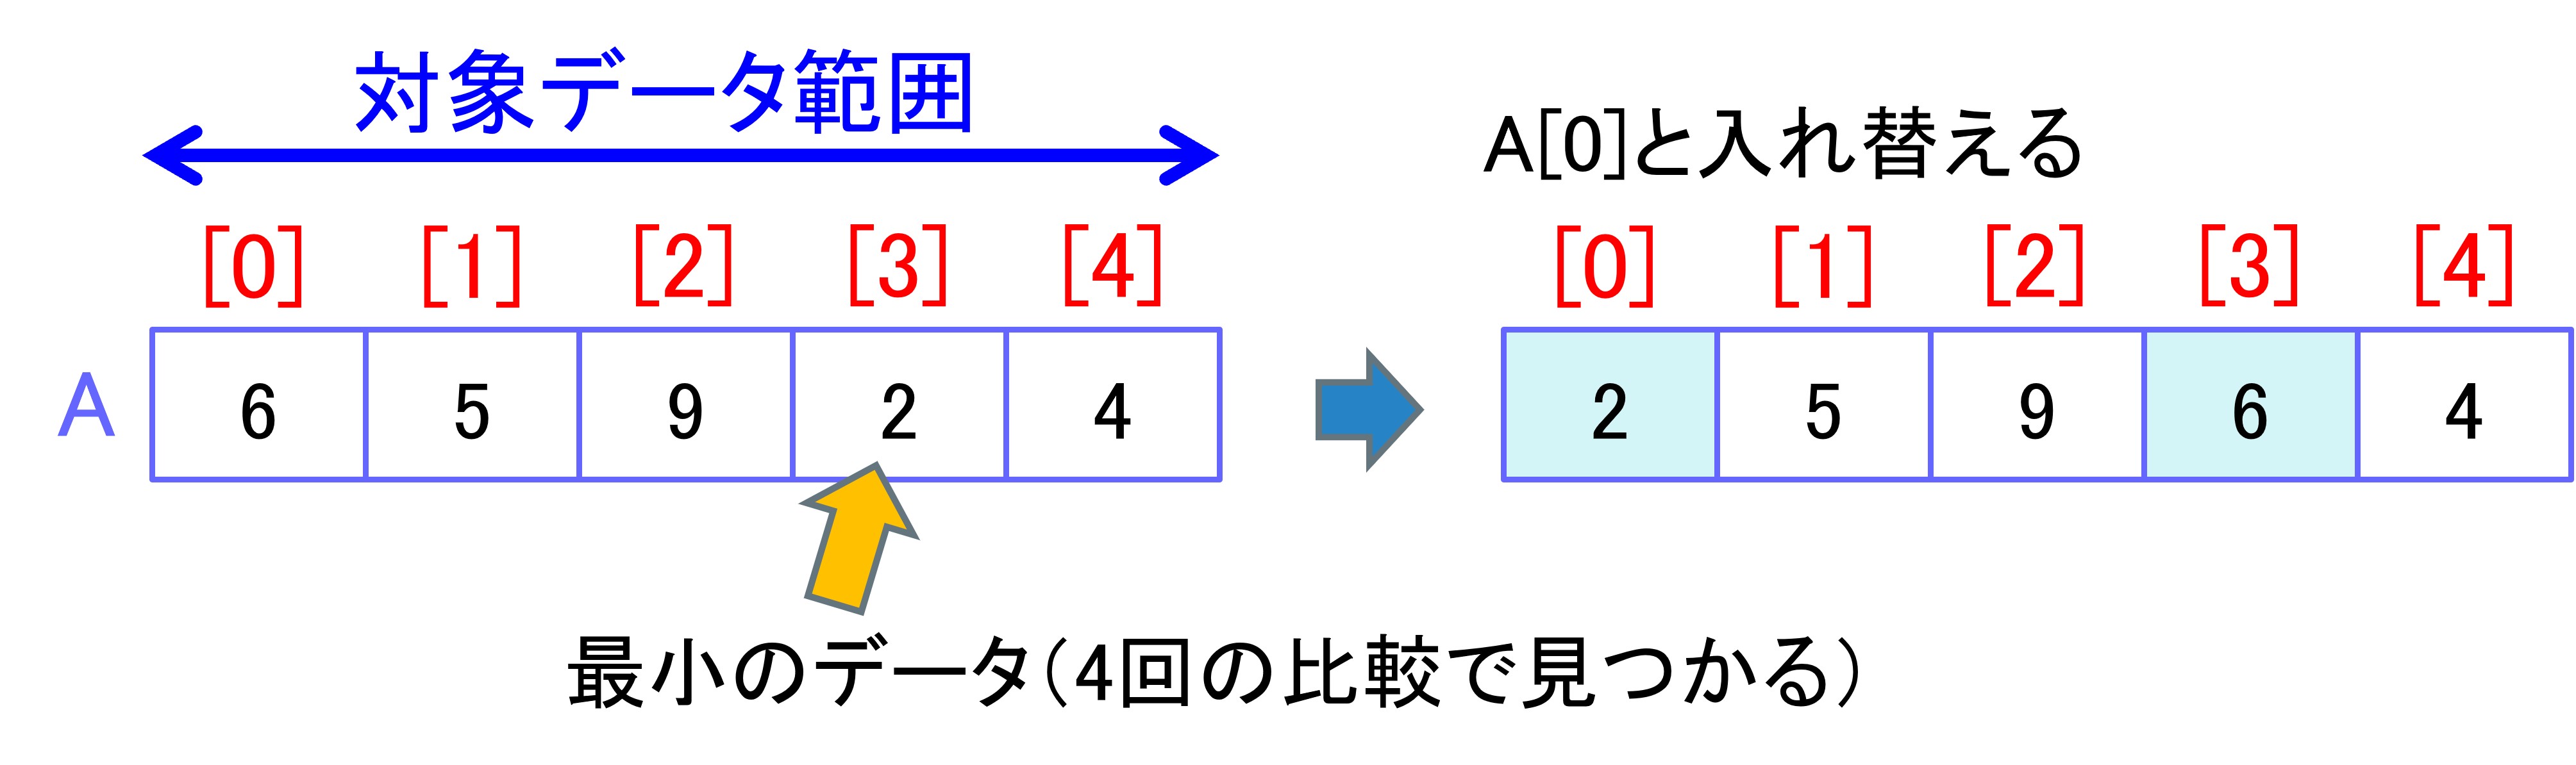 対象データ範囲
A[0]と入れ替える
[0] [1] [2] [3] [4]
[0] [1] [2] [3] [4]
A 6 5 9 2 4
2 5 9 6 4
最小のデータ(4回の比較で見つかる)